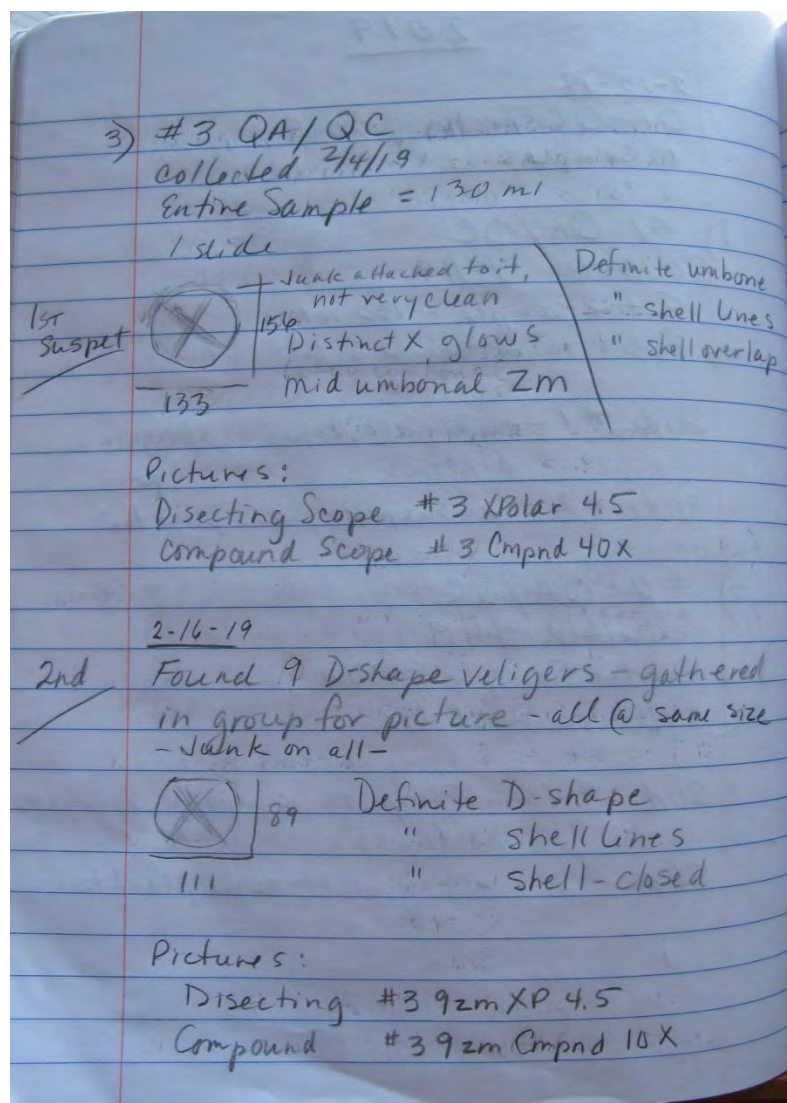 3) #3 QA/QC
collected 2/4/19
Entire Sample = 130 ml
1 slide
1ST
Suspet
156
133
Junk attached to it,
not very clean
Distinct X, glows
mid umbonal Zm
Definite umbone
" shell lines
" shell overlap
Pictures:
Disecting Scope #3 XPolar 4.5
Compound Scope #3 Cmpnd 40X
2-16-19
2nd
Found 9 D-shape veligers - gathered
in group for picture - all @ same size
- Junk on all -
89
111
Definite D-shape
" shell lines
" shell-closed
Pictures:
Disecting #3 9zm XP 4.5
Compound #3 9zm Cmpnd 10X